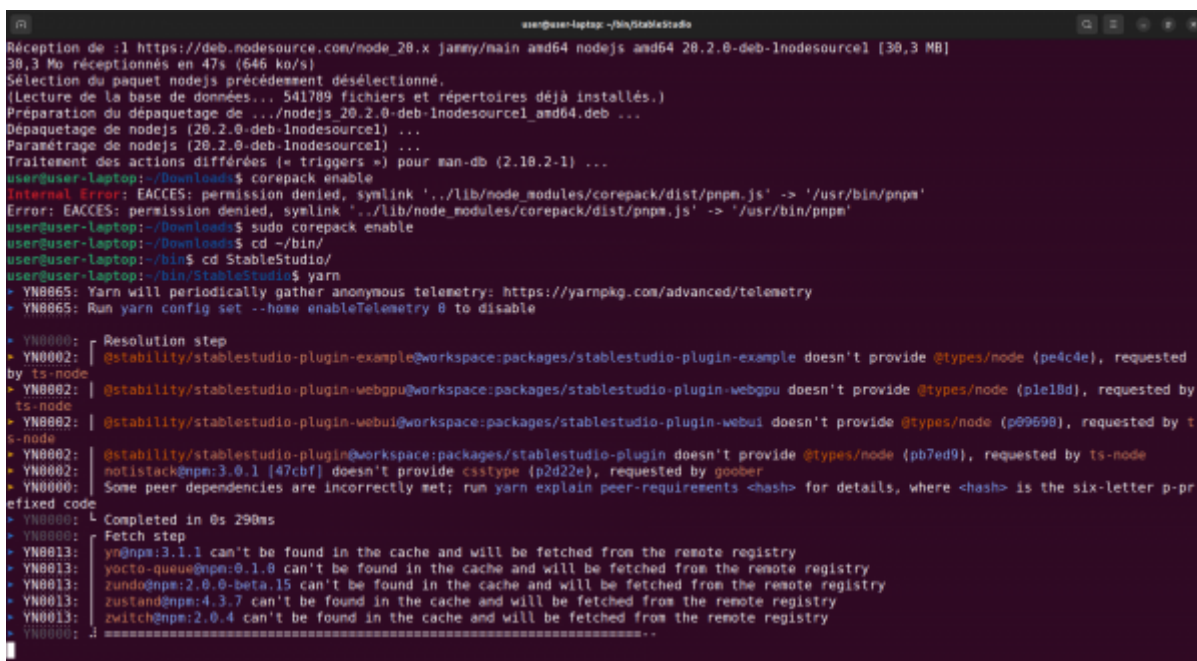 user@user-laptop: ~/bin/StableStudio
Réception de :1 https://deb.nodesource.com/node_20.x jammy/main amd64 nodejs amd64 20.2.0-deb-1nodesource1 [30,3 MB]
30,3 Mo réceptionnés en 47s (646 ko/s)
Sélection du paquet nodejs précédemment désélectionné.
(Lecture de la base de données... 541789 fichiers et répertoires déjà installés.)
Préparation du dépaquetage de .../nodejs_20.2.0-deb-1nodesource1_amd64.deb ...
Dépaquetage de nodejs (20.2.0-deb-1nodesource1) ...
Paramétrage de nodejs (20.2.0-deb-1nodesource1) ...
Traitement des actions différées (« triggers ») pour man-db (2.10.2-1) ...
user@user-laptop:~/Downloads$ corepack enable
Internal Error: EACCES: permission denied, symlink '../lib/node_modules/corepack/dist/pnpm.js' -> '/usr/bin/pnpm'
Error: EACCES: permission denied, symlink '../lib/node_modules/corepack/dist/pnpm.js' -> '/usr/bin/pnpm'
user@user-laptop:~/Downloads$ sudo corepack enable
user@user-laptop:~/Downloads$ cd ~/bin/
user@user-laptop:~/bin$ cd StableStudio/
user@user-laptop:~/bin/StableStudio$ yarn
➤ YN0065: Yarn will periodically gather anonymous telemetry: https://yarnpkg.com/advanced/telemetry
➤ YN0065: Run yarn config set --home enableTelemetry 0 to disable
➤ YN0000: ┌ Resolution step
➤ YN0002: │ @stability/stablestudio-plugin-example@workspace:packages/stablestudio-plugin-example doesn't provide @types/node (pe4c4e), requested
by ts-node
➤ YN0002: │ @stability/stablestudio-plugin-webgpu@workspace:packages/stablestudio-plugin-webgpu doesn't provide @types/node (p1e18d), requested by
ts-node
➤ YN0002: │ @stability/stablestudio-plugin-webui@workspace:packages/stablestudio-plugin-webui doesn't provide @types/node (p09690), requested by t
s-node
➤ YN0002: │ @stability/stablestudio-plugin@workspace:packages/stablestudio-plugin doesn't provide @types/node (pb7ed9), requested by ts-node
➤ YN0002: │ notistack@npm:3.0.1 [47cbf] doesn't provide csstype (p2d22e), requested by goober
➤ YN0000: │ Some peer dependencies are incorrectly met; run yarn explain peer-requirements <hash> for details, where <hash> is the six-letter p-pr
efixed code
➤ YN0000: └ Completed in 0s 290ms
➤ YN0000: ┌ Fetch step
➤ YN0013: │ yn@npm:3.1.1 can't be found in the cache and will be fetched from the remote registry
➤ YN0013: │ yocto-queue@npm:0.1.0 can't be found in the cache and will be fetched from the remote registry
➤ YN0013: │ zundo@npm:2.0.0-beta.15 can't be found in the cache and will be fetched from the remote registry
➤ YN0013: │ zustand@npm:4.3.7 can't be found in the cache and will be fetched from the remote registry
➤ YN0013: │ zwitch@npm:2.0.4 can't be found in the cache and will be fetched from the remote registry
➤ YN0000: ⠼ ===================================================================--